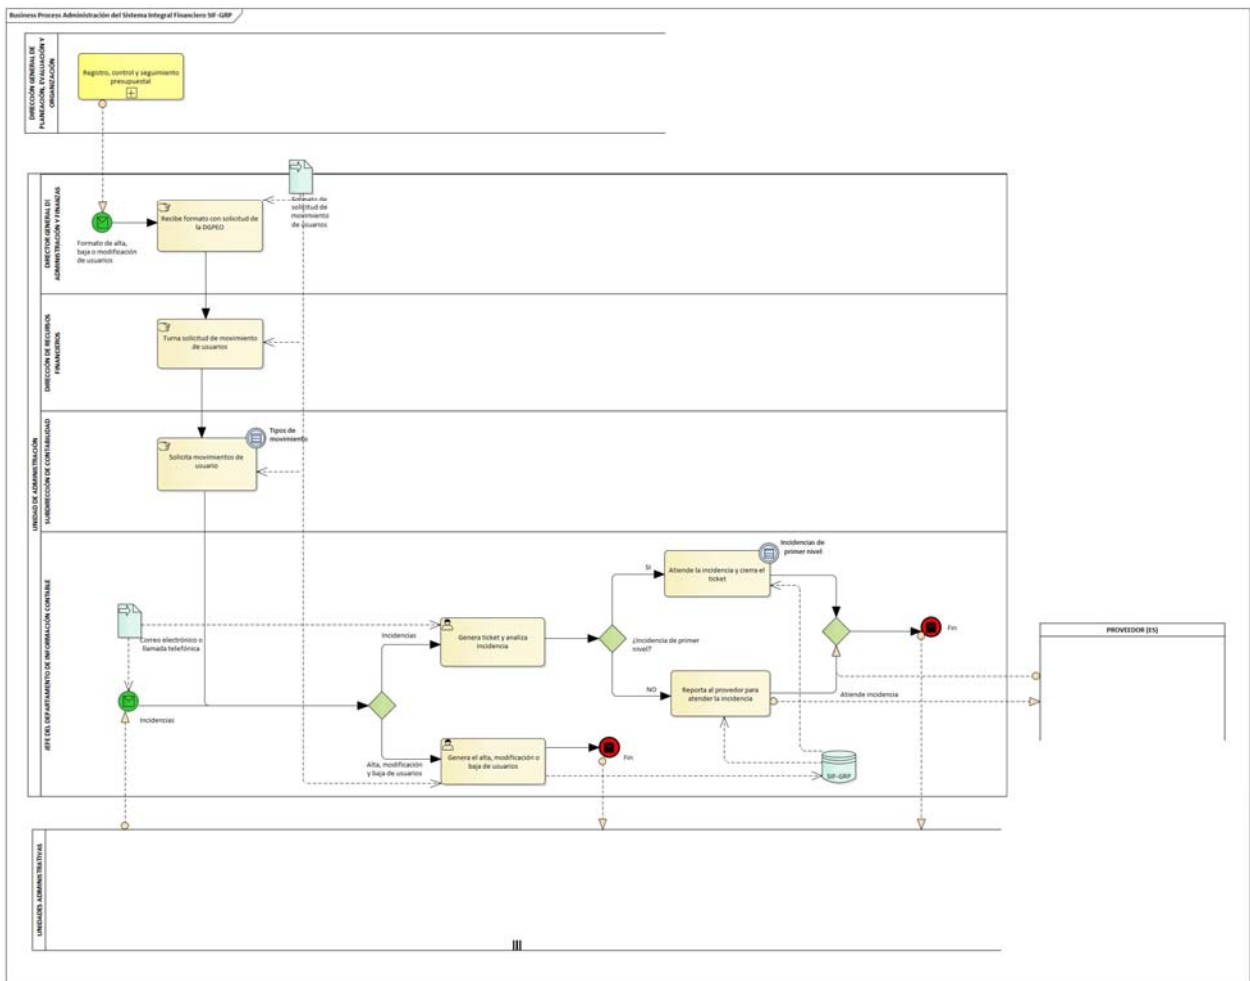 Business Process Administración del Sistema Integral Financiero SIF-GRP
DIRECCIÓN GENERAL DE
PLANEACIÓN, EVALUACIÓN Y
ORGANIZACIÓN
Registro, control y seguimiento
presupuestal
UNIDAD DE ADMINISTRACIÓN
DIRECTOR GENERAL DE
ADMINISTRACIÓN Y FINANZAS
Formato de alta,
baja o modificación
de usuarios
Recibe formato con solicitud de
la DGPEO
Formato de
solicitud de
movimiento
de usuarios
DIRECCIÓN DE RECURSOS
FINANCIEROS
Turna solicitud de movimiento
de usuarios
SUBDIRECCIÓN DE CONTABILIDAD
Solicita movimientos de
usuario
Tipos de
movimiento
JEFE DEL DEPARTAMENTO DE INFORMACIÓN CONTABLE
Correo electrónico o
llamada telefónica
Incidencias
Incidencias
Genera ticket y analiza
incidencia
¿Incidencia de primer
nivel?
SI
Atiende la incidencia y cierra el
ticket
Incidencias de
primer nivel
NO
Reporta al provedor para
atender la incidencia
Atiende incidencia
Fin
Alta, modificación
y baja de usuarios
Genera el alta, modificación o
baja de usuarios
Fin
SIF-GRP
PROVEEDOR (ES)
UNIDADES ADMINISTRATIVAS